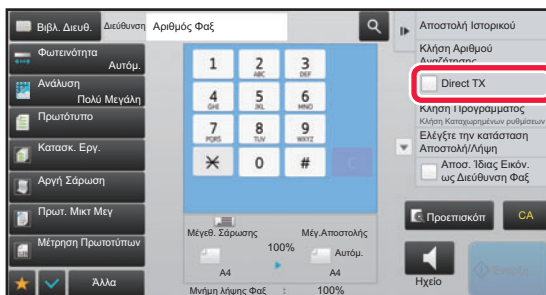 Βιβλ. Διευθ.
Διεύθυνση
Αριθμός Φαξ
Φωτεινότητα
Αυτόμ.
Ανάλυση
Πολύ Μεγάλη
Πρωτότυπο
Κατασκ. Εργ.
Αργή Σάρωση
Πρωτ. Μικτ Μεγ
Μέτρηση Πρωτοτύπων
Άλλα
1
2
ABC
3
DEF
4
GHI
5
JKL
6
MNO
7
PQRS
8
TUV
9
WXYZ
0
#
C
Μέγεθ. Σάρωσης
Μέγ.Αποστολής
100%
Αυτόμ.
A4
A4
Μνήμη λήψης Φαξ : 100%
Αποστολή Ιστορικού
Κλήση Αριθμού
Αναζήτησης
Direct TX
Κλήση Προγράμματος
Κλήση Καταχωρημένων ρυθμίσεων
Ελέγξτε την κατάσταση
Αποστολή/Λήψη
Αποσ. Ίδιας Εικόν.
ως Διεύθυνση Φαξ
Προεπισκόπ
CA
Ηχείο
Έναρξη